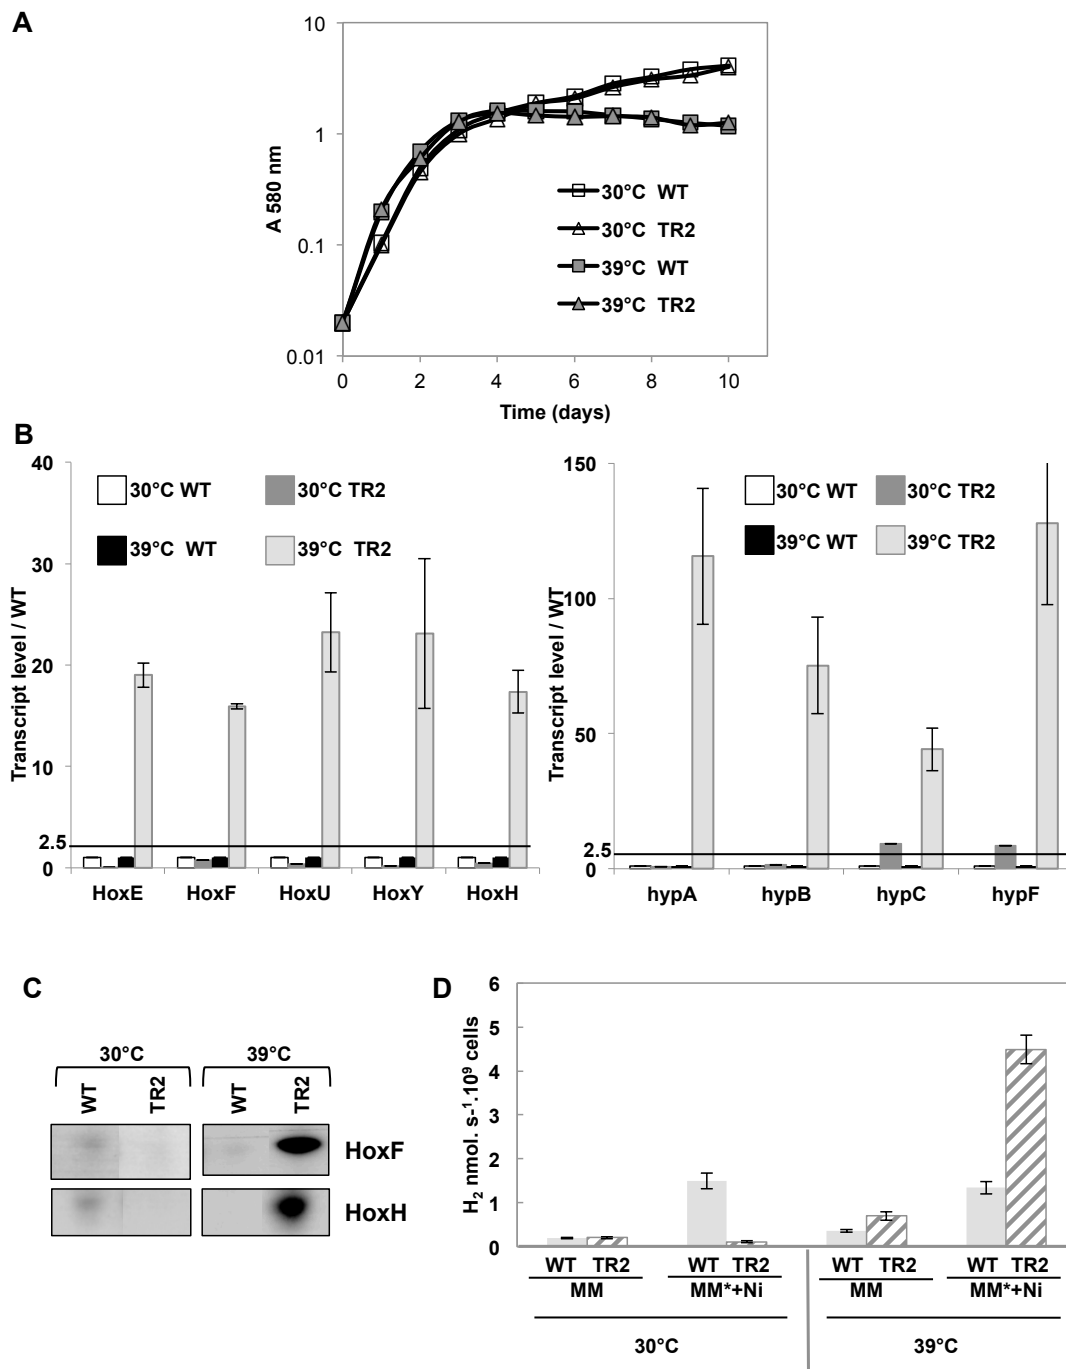 A
10
1
0.1
0.01
A 580 nm
0 2 4 6 8 10
Time (days)
30°C WT
30°C TR2
39°C WT
39°C TR2
B
40
30
20
10
2.5
0
Transcript level / WT
30°C WT
30°C TR2
39°C WT
39°C TR2
HoxE HoxF HoxU HoxY HoxH
150
100
50
2.5
0
Transcript level / WT
30°C WT
30°C TR2
39°C WT
39°C TR2
hypA hypB hypC hypF
C
30°C 39°C
WT TR2 WT TR2
HoxF
HoxH
D
6
5
4
3
2
1
0
H2 nmol. s-¹.10⁹ cells
WT TR2 WT TR2 WT TR2 WT TR2
MM MM*+Ni MM MM*+Ni
30°C 39°C